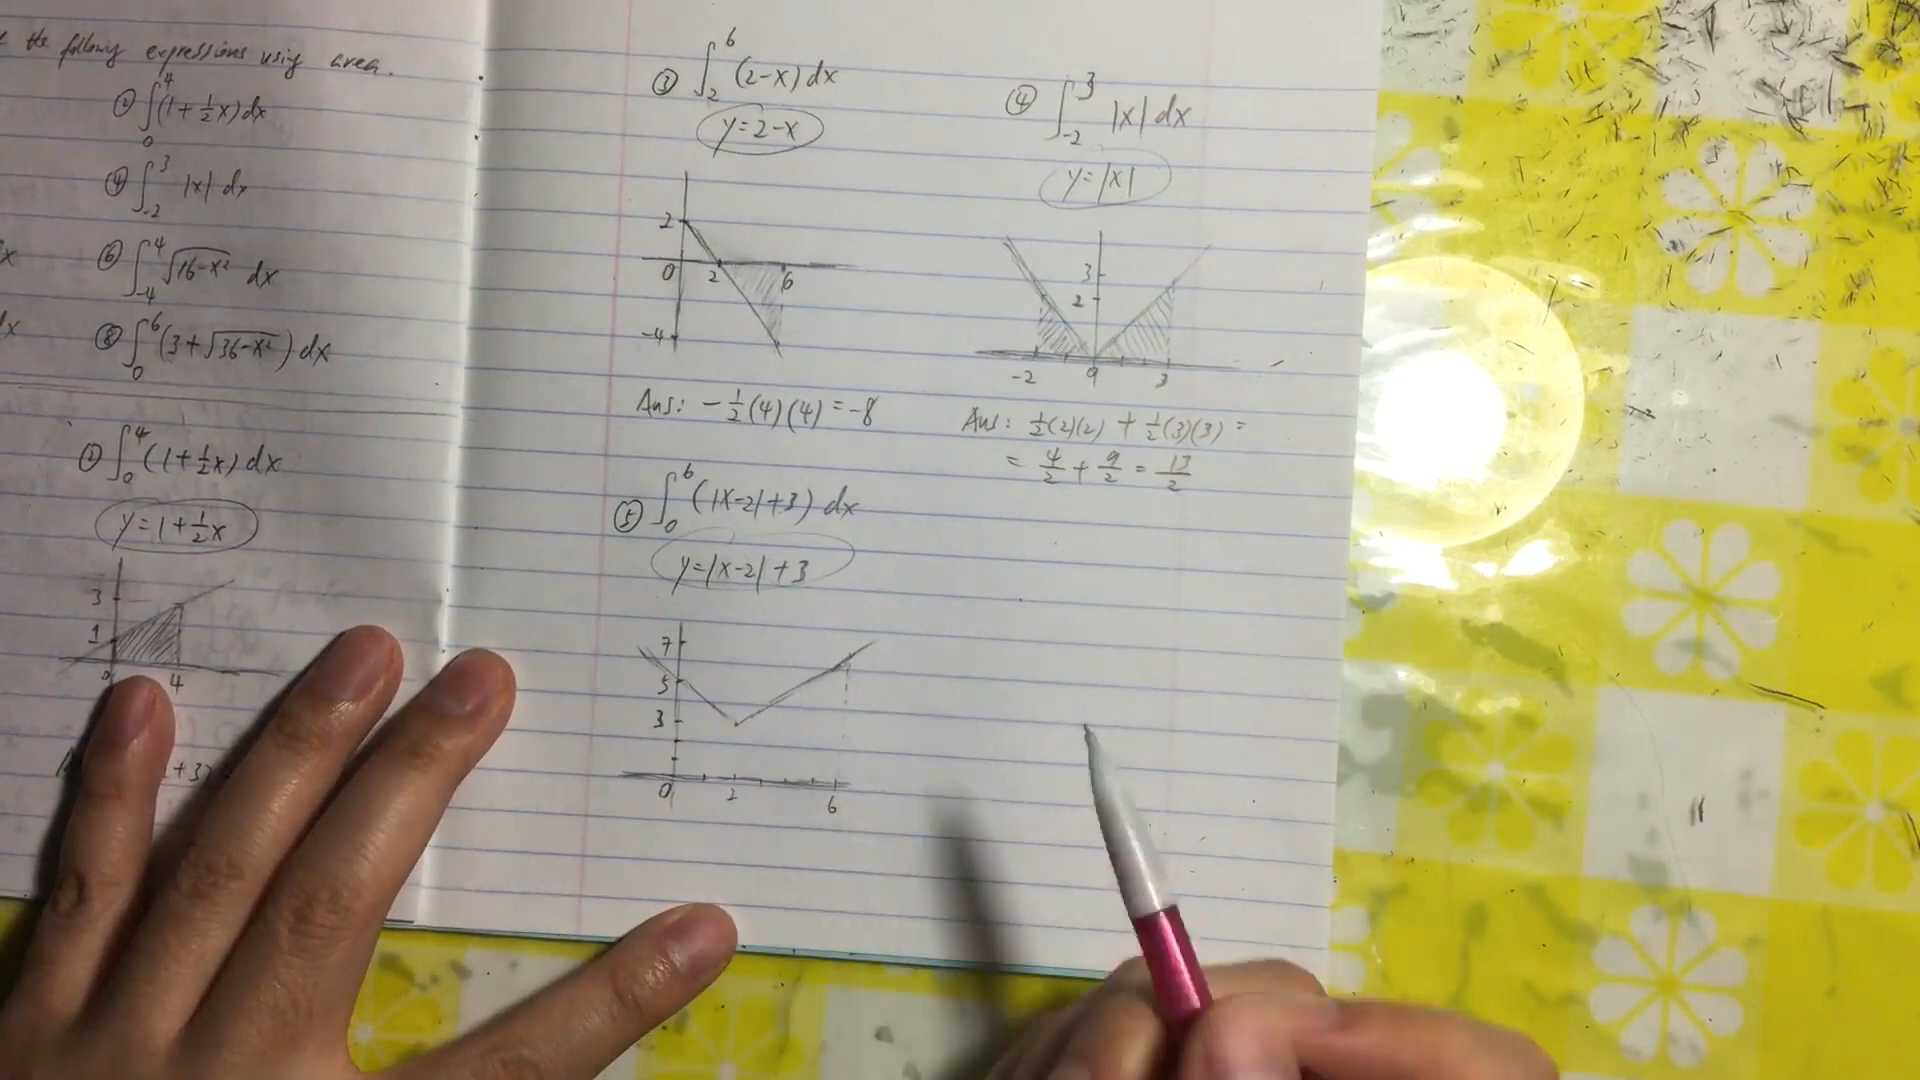 the following expressions using area.
② ∫₀⁴ (1+½x) dx
④ ∫₋₂³ |x| dx
x
⑥ ∫₋₄⁴ √(16-x²) dx
dx
⑧ ∫₀⁶ (3+√(36-x²)) dx
② ∫₀⁴ (1+½x) dx
y=1+½x
3
1
4
③ ∫₂⁶ (2-x) dx
y=2-x
2
0 2 6
-4
Ans: -½(4)(4)=-8
④ ∫₋₂³ |x| dx
y=|x|
3
2
-2 0 3
Ans: ½(2)(2) + ½(3)(3) =
= 4/2 + 9/2 = 13/2
⑤ ∫₀⁶ (|x-2|+3) dx
y=|x-2|+3
7
5
3
0 2 6